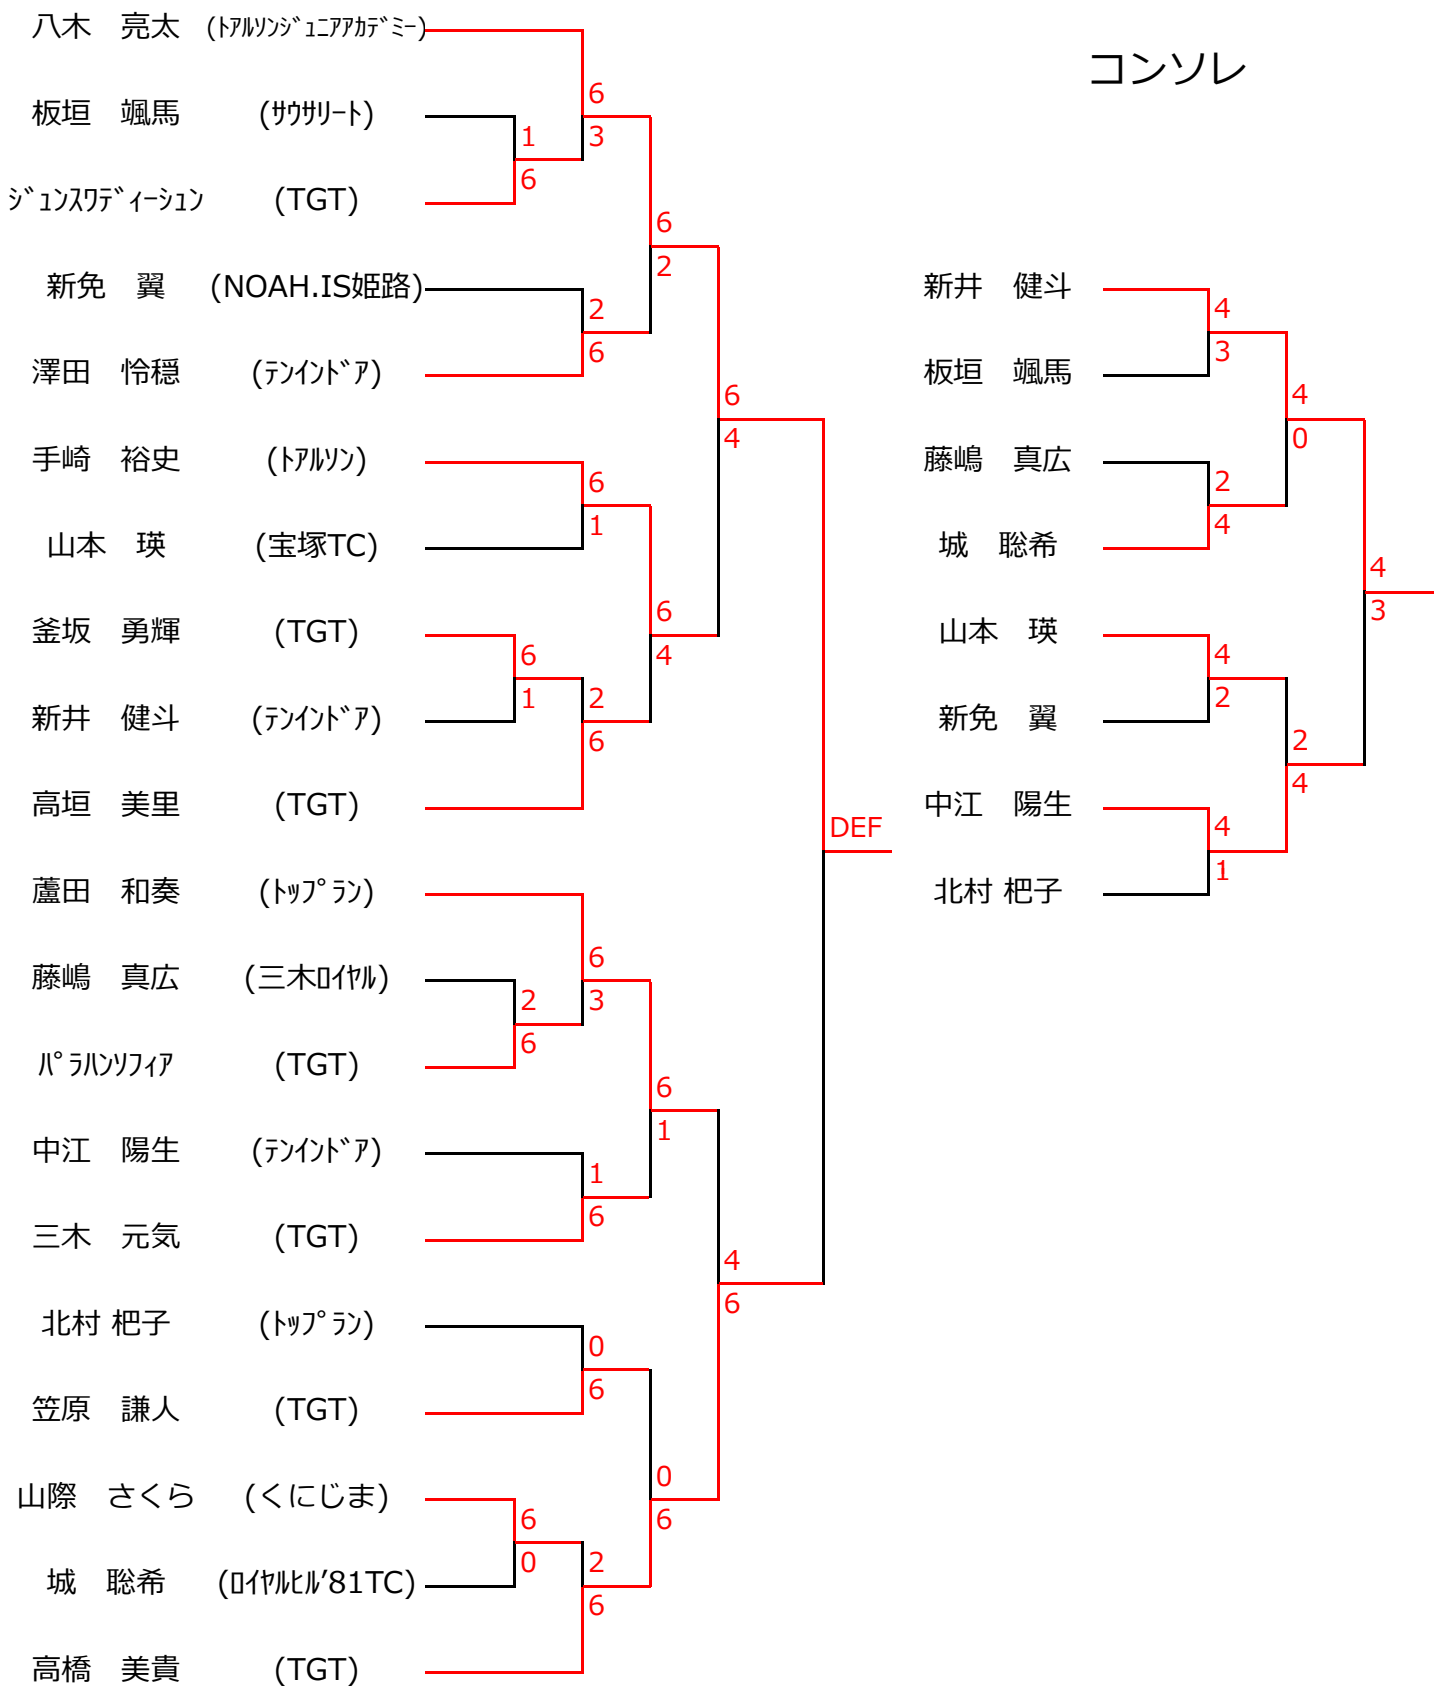 八木　亮太 (ﾄｱﾙｿﾝｼﾞｭﾆｱｱｶﾃﾞﾐｰ)
コンソレ
6
板垣　颯馬 (ｻｳｻﾘｰﾄ)
1 3
6
ｼﾞｭﾝｽﾜﾃﾞｨｰｼｭﾝ (TGT)
6
2
新免　翼 (NOAH.IS姫路)
新井　健斗
2
4
6
3
澤田　怜穏 (ﾃﾝｲﾝﾄﾞｱ)
板垣　颯馬
6
4
4
0
手崎　裕史 (ﾄｱﾙｿﾝ)
藤嶋　真広
6
2
1
4
山本　瑛 (宝塚TC)
城　聡希
4
6
3
釜坂　勇輝 (TGT)
山本　瑛
6 4
4
1 2
2
新井　健斗 (ﾃﾝｲﾝﾄﾞｱ)
新免　翼
6
2
4
高垣　美里 (TGT)
中江　陽生
DEF
4
1
蘆田　和奏 (ﾄｯﾌﾟﾗﾝ)
北村 杷子
6
藤嶋　真広 (三木ﾛｲﾔﾙ)
2 3
6
ﾊﾟﾗﾊﾝｿﾌｨｱ (TGT)
6
1
中江　陽生 (ﾃﾝｲﾝﾄﾞｱ)
1
6
三木　元気 (TGT)
4
6
北村 杷子 (ﾄｯﾌﾟﾗﾝ)
0
6
笠原　謙人 (TGT)
0
山際　さくら (くにじま)
6
6
0 2
城　聡希 (ﾛｲﾔﾙﾋﾙ’81TC)
6
高橋　美貴 (TGT)